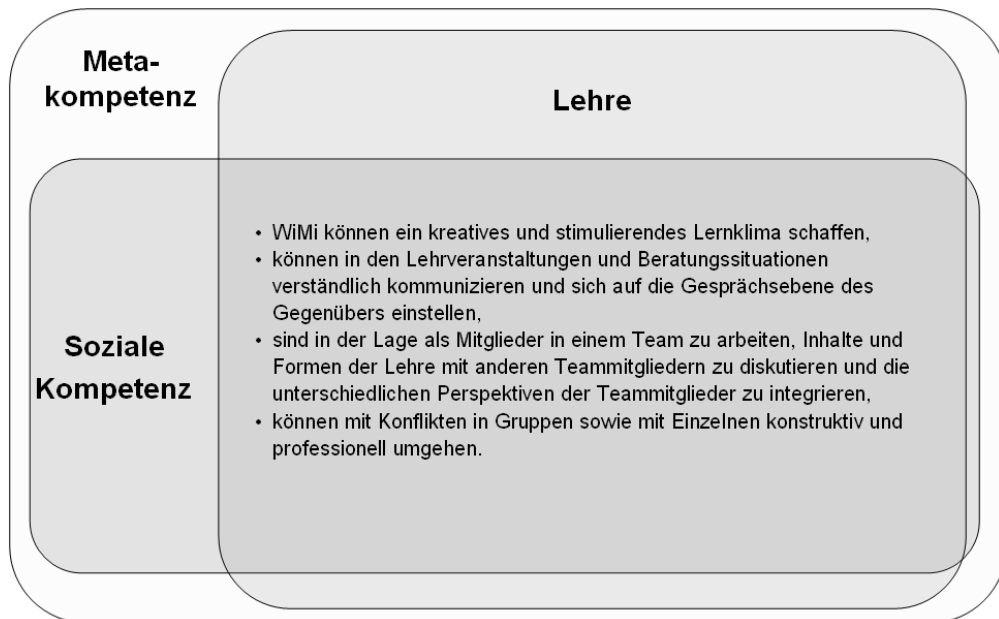 Meta-
kompetenz
Lehre
Soziale
Kompetenz
• WiMi können ein kreatives und stimulierendes Lernklima schaffen,
• können in den Lehrveranstaltungen und Beratungssituationen
verständlich kommunizieren und sich auf die Gesprächsebene des
Gegenübers einstellen,
• sind in der Lage als Mitglieder in einem Team zu arbeiten, Inhalte und
Formen der Lehre mit anderen Teammitgliedern zu diskutieren und die
unterschiedlichen Perspektiven der Teammitglieder zu integrieren,
• können mit Konflikten in Gruppen sowie mit Einzelnen konstruktiv und
professionell umgehen.